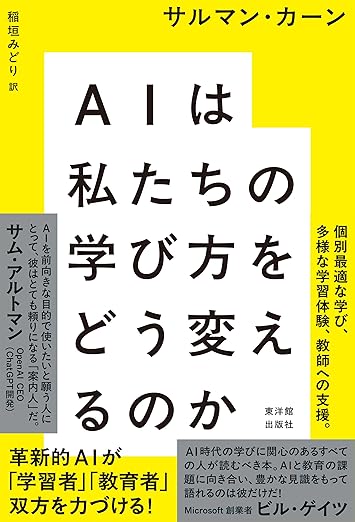 サルマン・カーン
稲垣みどり 訳
AIは
私たちの
学び方を
どう変え
るのか
個別最適な学び、
多様な学習体験、教師への支援。
AIを前向きな目的で使いたいと願う人に
とって、彼はとても頼りになる「案内人」だ。
サム・アルトマン
OpenAI CEO
(ChatGPT開発)
東洋館
出版社
革新的AIが
「学習者」「教育者」
双方を力づける！
AI時代の学びに関心のあるすべて
の人が読むべき本。AIと教育の課
題に向き合い、豊かな見識をもって
語れるのは彼だけだ！
Microsoft 創業者 ビル・ゲイツ